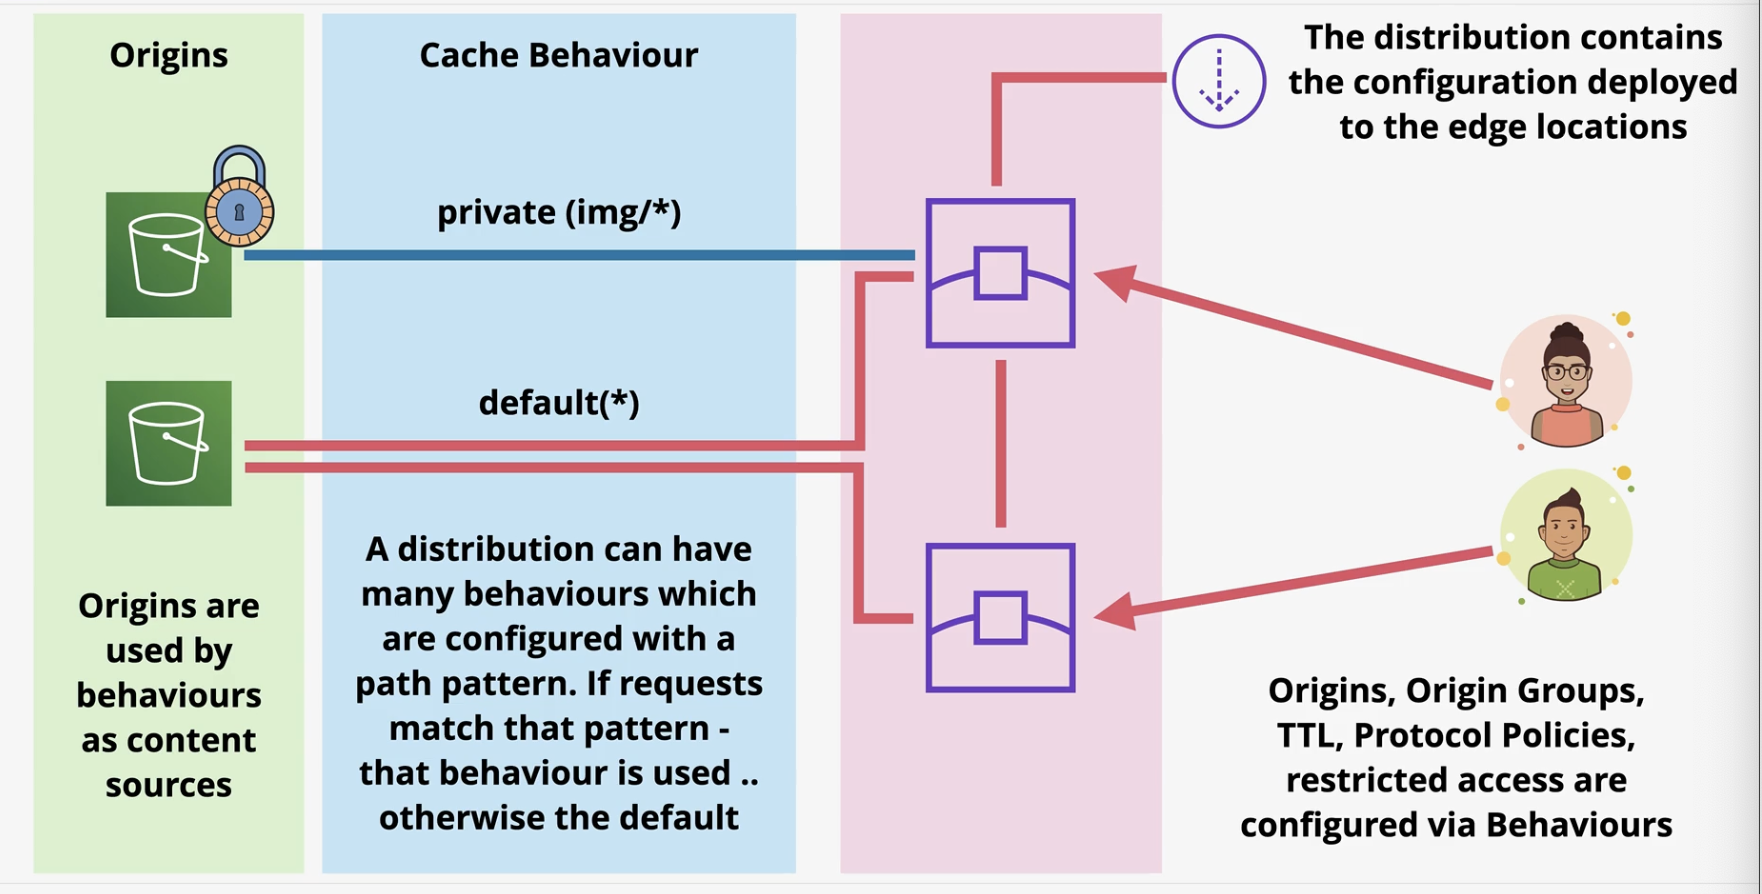 Origins
Cache Behaviour
The distribution contains
the configuration deployed
to the edge locations
private (img/*)
default(*)
A distribution can have
many behaviours which
are configured with a
path pattern. If requests
match that pattern -
that behaviour is used ..
otherwise the default
Origins are
used by
behaviours
as content
sources
Origins, Origin Groups,
TTL, Protocol Policies,
restricted access are
configured via Behaviours